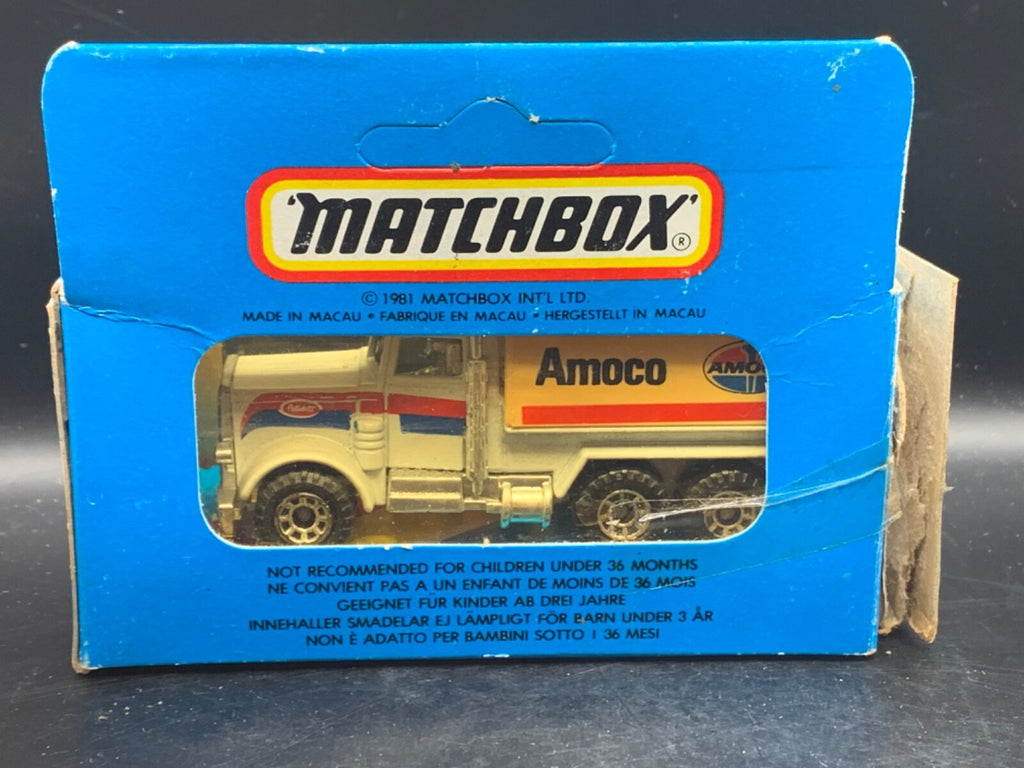 'MATCHBOX'®
© 1981 MATCHBOX INT'L LTD.
MADE IN MACAU • FABRIQUE EN MACAU • HERGESTELLT IN MACAU
Amoco
AMO
Peterbilt
NOT RECOMMENDED FOR CHILDREN UNDER 36 MONTHS
NE CONVIENT PAS A UN ENFANT DE MOINS DE 36 MOIS
GEEIGNET FÜR KINDER AB DREI JAHRE
INNEHALLER SMADELAR EJ LÄMPLIGT FÖR BARN UNDER 3 ÅR
NON È ADATTO PER BAMBINI SOTTO I 36 MESI